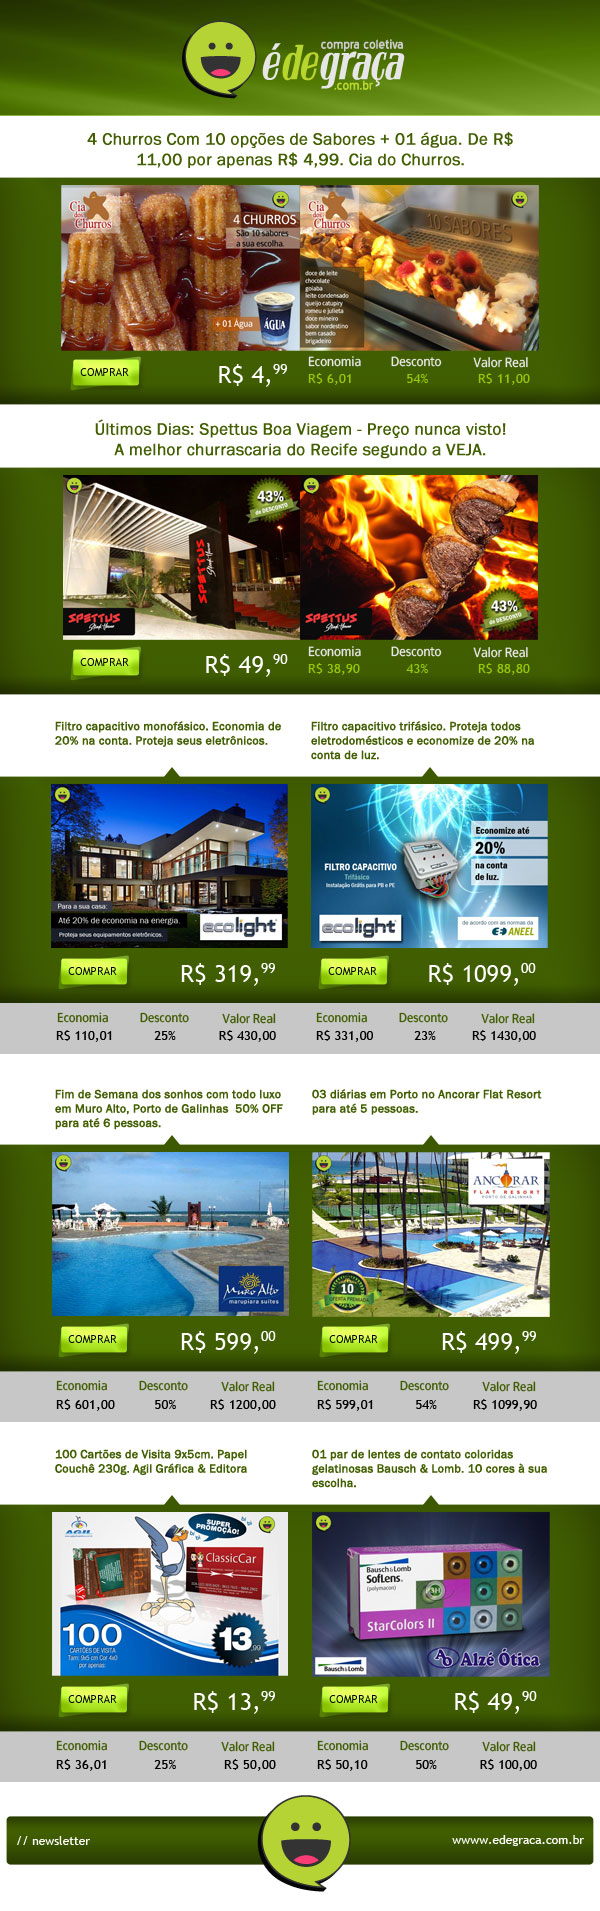 compra coletiva
édegraça
.com.br
4 Churros Com 10 opções de Sabores + 01 água. De R$
11,00 por apenas R$ 4,99. Cia do Churros.
Cia
dos
Churros
4 CHURROS
São 10 sabores
a sua escolha.
+ 01 Água
ÁGUA
Cia
dos
Churros
10 SABORES
doce de leite
chocolate
goiaba
leite condensado
queijo catupiry
romeu e julieta
doce mineiro
sabor nordestino
bem casado
brigadeiro
COMPRAR
R$ 4,99
Economia Desconto Valor Real
R$ 6,01 54% R$ 11,00
Últimos Dias: Spettus Boa Viagem - Preço nunca visto!
A melhor churrascaria do Recife segundo a VEJA.
43%
de DESCONTO
SPETTUS
SPETTUS
Steak House
SPETTUS
Steak House
43%
de DESCONTO
COMPRAR
R$ 49,90
Economia Desconto Valor Real
R$ 38,90 43% R$ 88,80
Filtro capacitivo monofásico. Economia de
20% na conta. Proteja seus eletrônicos.
Filtro capacitivo trifásico. Proteja todos
eletrodomésticos e economize de 20% na
conta de luz.
Para a sua casa:
Até 20% de economia na energia.
Proteja seus equipamentos eletrônicos.
ecolight
Economize até
20%
na conta
de luz.
FILTRO CAPACITIVO
Trifásico
Instalação Grátis para PB e PE
ecolight
de acordo com as normas da
ANEEL
COMPRAR
R$ 319,99
COMPRAR
R$ 1099,00
Economia Desconto Valor Real
R$ 110,01 25% R$ 430,00
Economia Desconto Valor Real
R$ 331,00 23% R$ 1430,00
Fim de Semana dos sonhos com todo luxo
em Muro Alto, Porto de Galinhas 50% OFF
para até 6 pessoas.
03 diárias em Porto no Ancorar Flat Resort
para até 5 pessoas.
Muro Alto
marupiara suítes
ANCORAR
FLAT RESORT
PORTO DE GALINHAS
10
OFERTA PREMIADA
COMPRAR
R$ 599,00
COMPRAR
R$ 499,99
Economia Desconto Valor Real
R$ 601,00 50% R$ 1200,00
Economia Desconto Valor Real
R$ 599,01 54% R$ 1099,90
100 Cartões de Visita 9x5cm. Papel
Couchê 230g. Agil Gráfica & Editora
01 par de lentes de contato coloridas
gelatinosas Bausch & Lomb. 10 cores à sua
escolha.
AGIL
SUPER
PROMOÇÃO!
bi bi
ClassicCar
100
CARTÕES DE VISITA
Tam: 9x5 cm Cor 4x0
por apenas:
13,99
Bausch&Lomb
SofLens®
(polymacon)
StarColors II
Bausch&Lomb
Alzé Ótica
COMPRAR
R$ 13,99
COMPRAR
R$ 49,90
Economia Desconto Valor Real
R$ 36,01 25% R$ 50,00
Economia Desconto Valor Real
R$ 50,10 50% R$ 100,00
// newsletter
wwww.edegraca.com.br